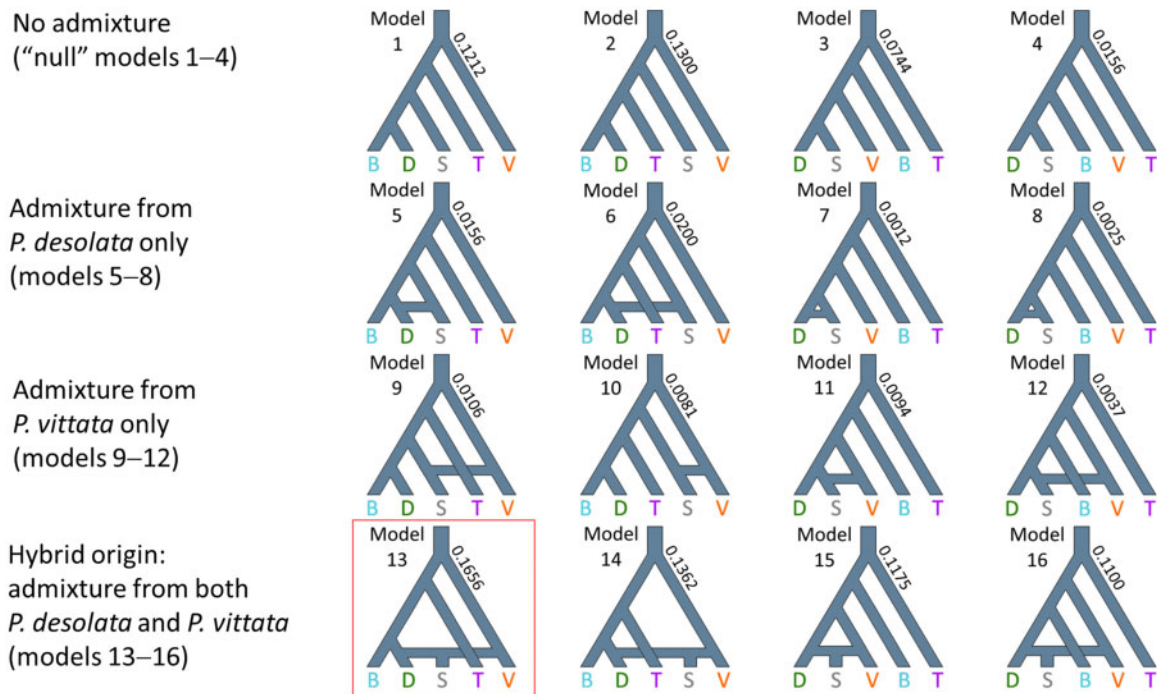 No admixture
("null" models 1–4)
Model
1
0.1212
B D S T V
Model
2
0.1300
B D T S V
Model
3
0.0744
D S V B T
Model
4
0.0156
D S B V T
Admixture from
P. desolata only
(models 5–8)
Model
5
0.0156
B D S T V
Model
6
0.0200
B D T S V
Model
7
0.0012
D S V B T
Model
8
0.0025
D S B V T
Admixture from
P. vittata only
(models 9–12)
Model
9
0.0106
B D S T V
Model
10
0.0081
B D T S V
Model
11
0.0094
D S V B T
Model
12
0.0037
D S B V T
Hybrid origin:
admixture from both
P. desolata and P. vittata
(models 13–16)
Model
13
0.1656
B D S T V
Model
14
0.1362
B D T S V
Model
15
0.1175
D S V B T
Model
16
0.1100
D S B V T